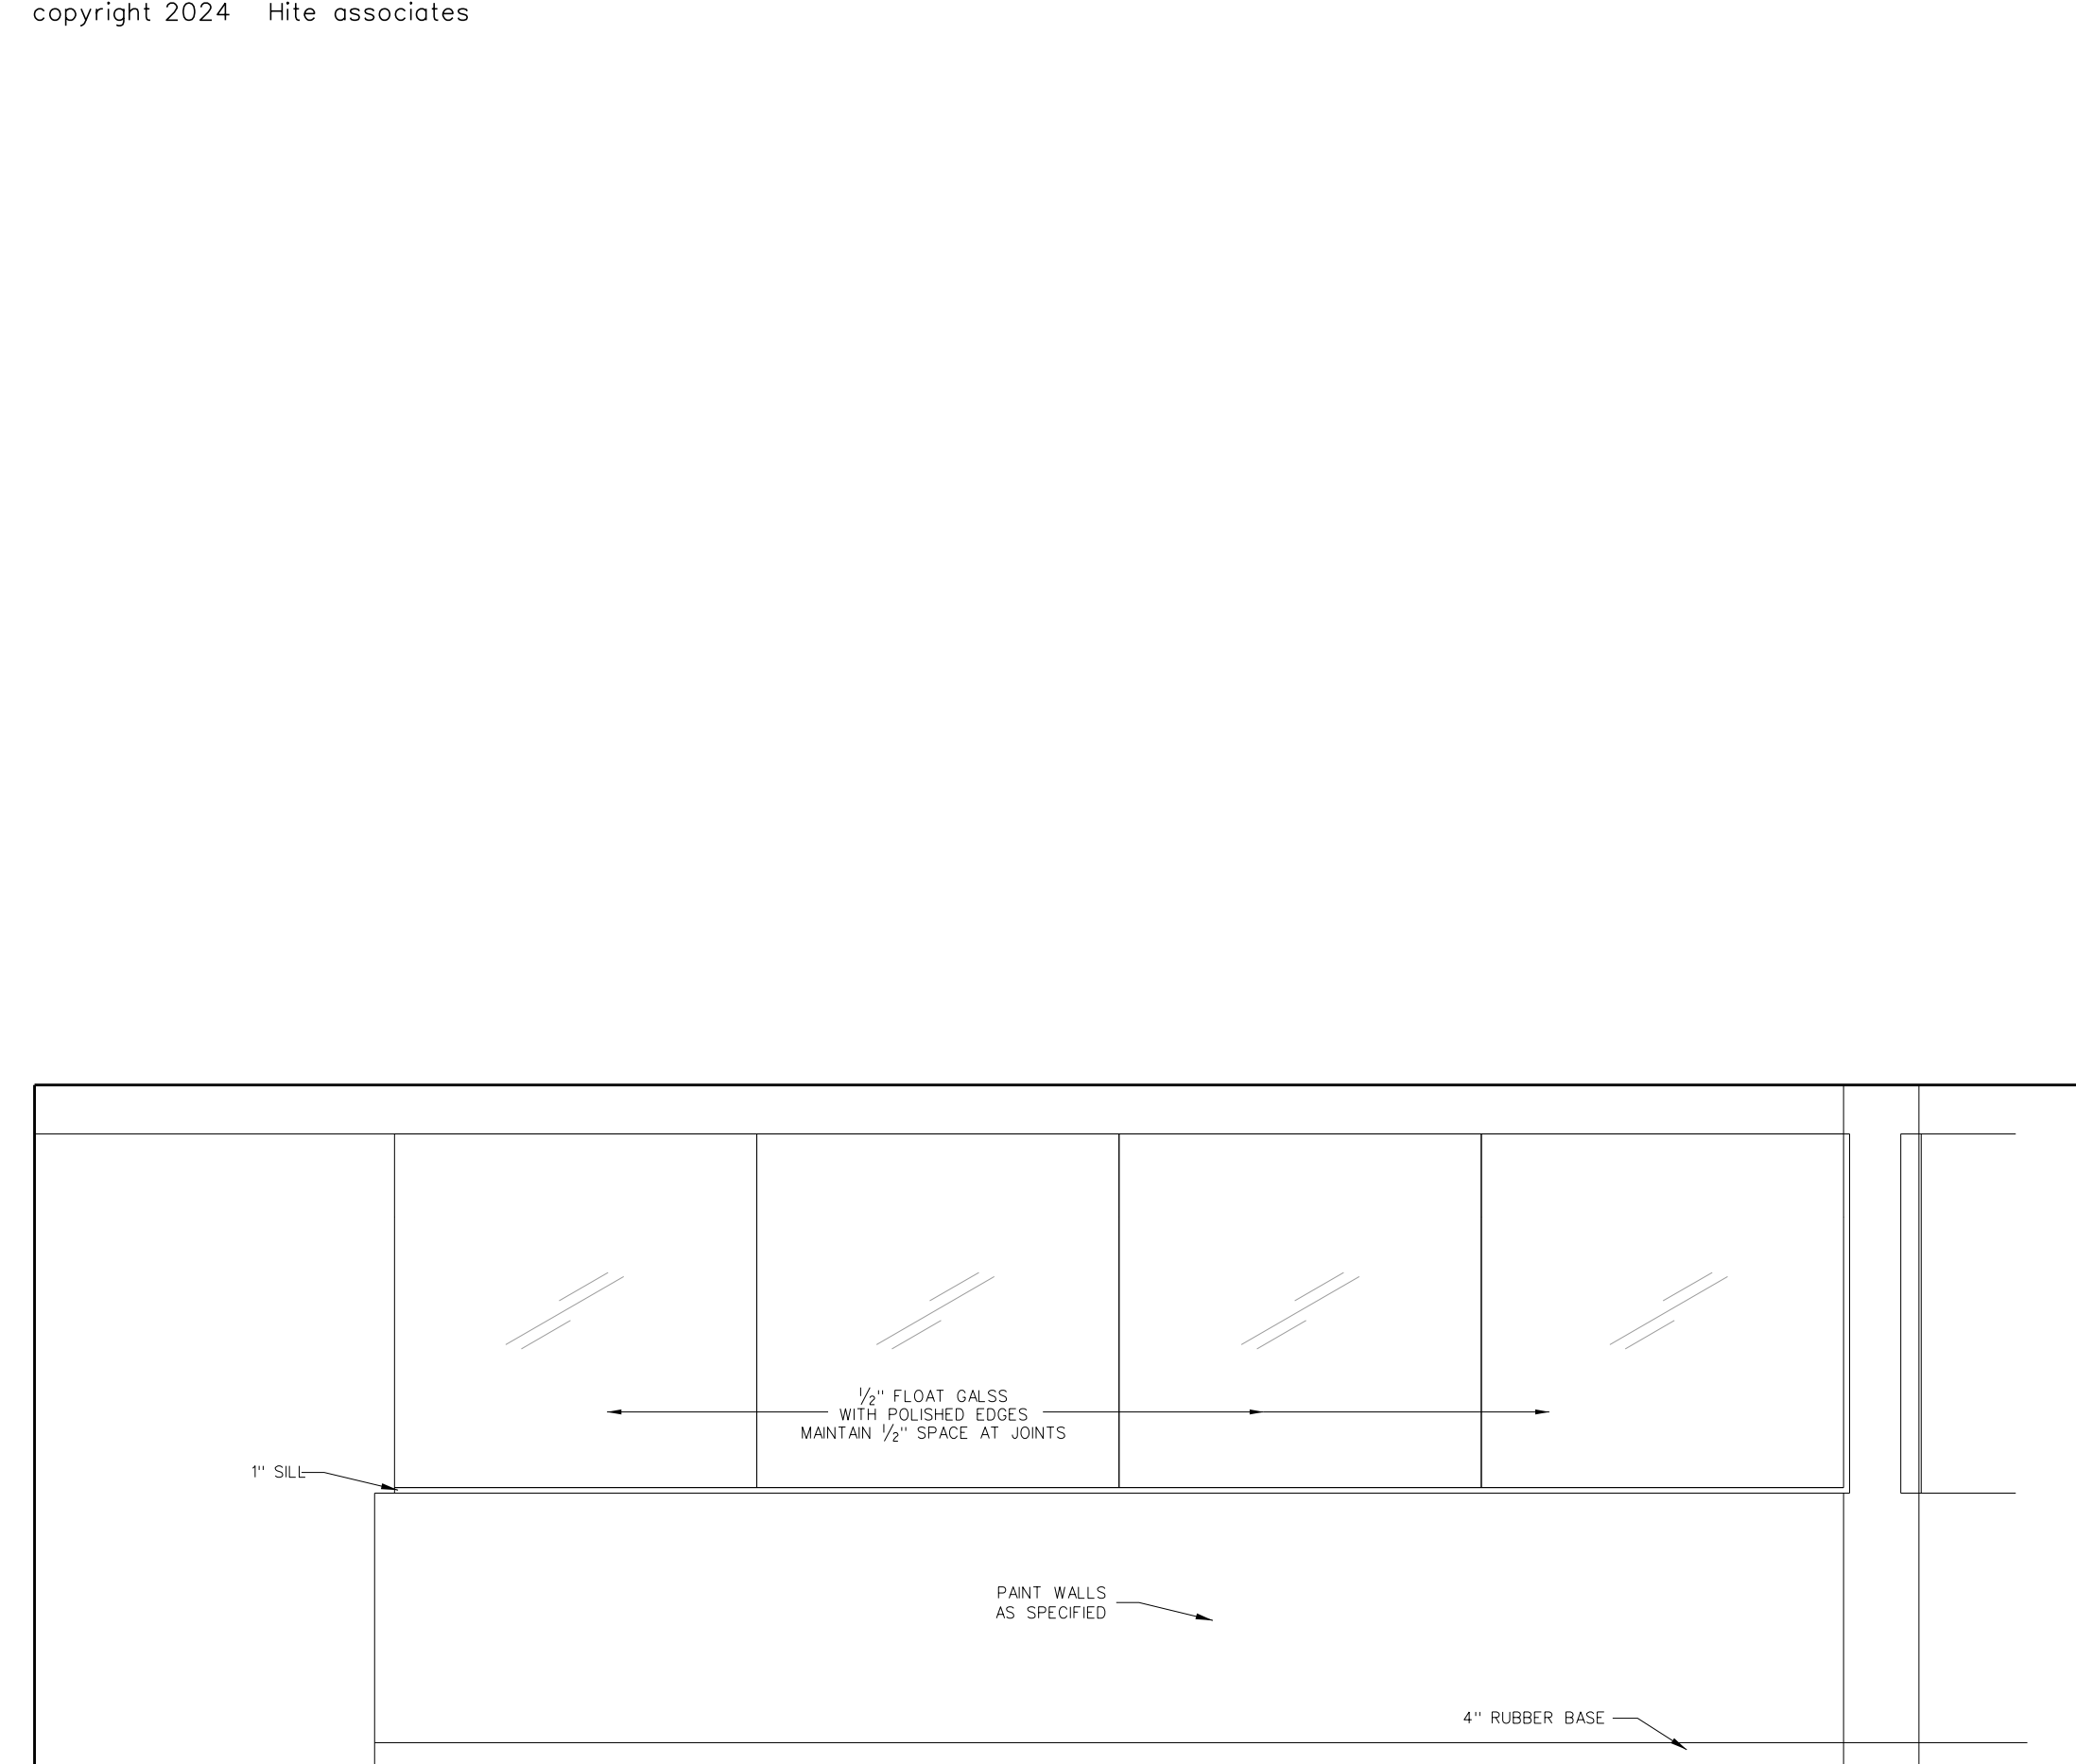 copyright 2024 Hite associates
1/2" FLOAT GALSS
WITH POLISHED EDGES
MAINTAIN 1/2" SPACE AT JOINTS
1" SILL
PAINT WALLS
AS SPECIFIED
4" RUBBER BASE